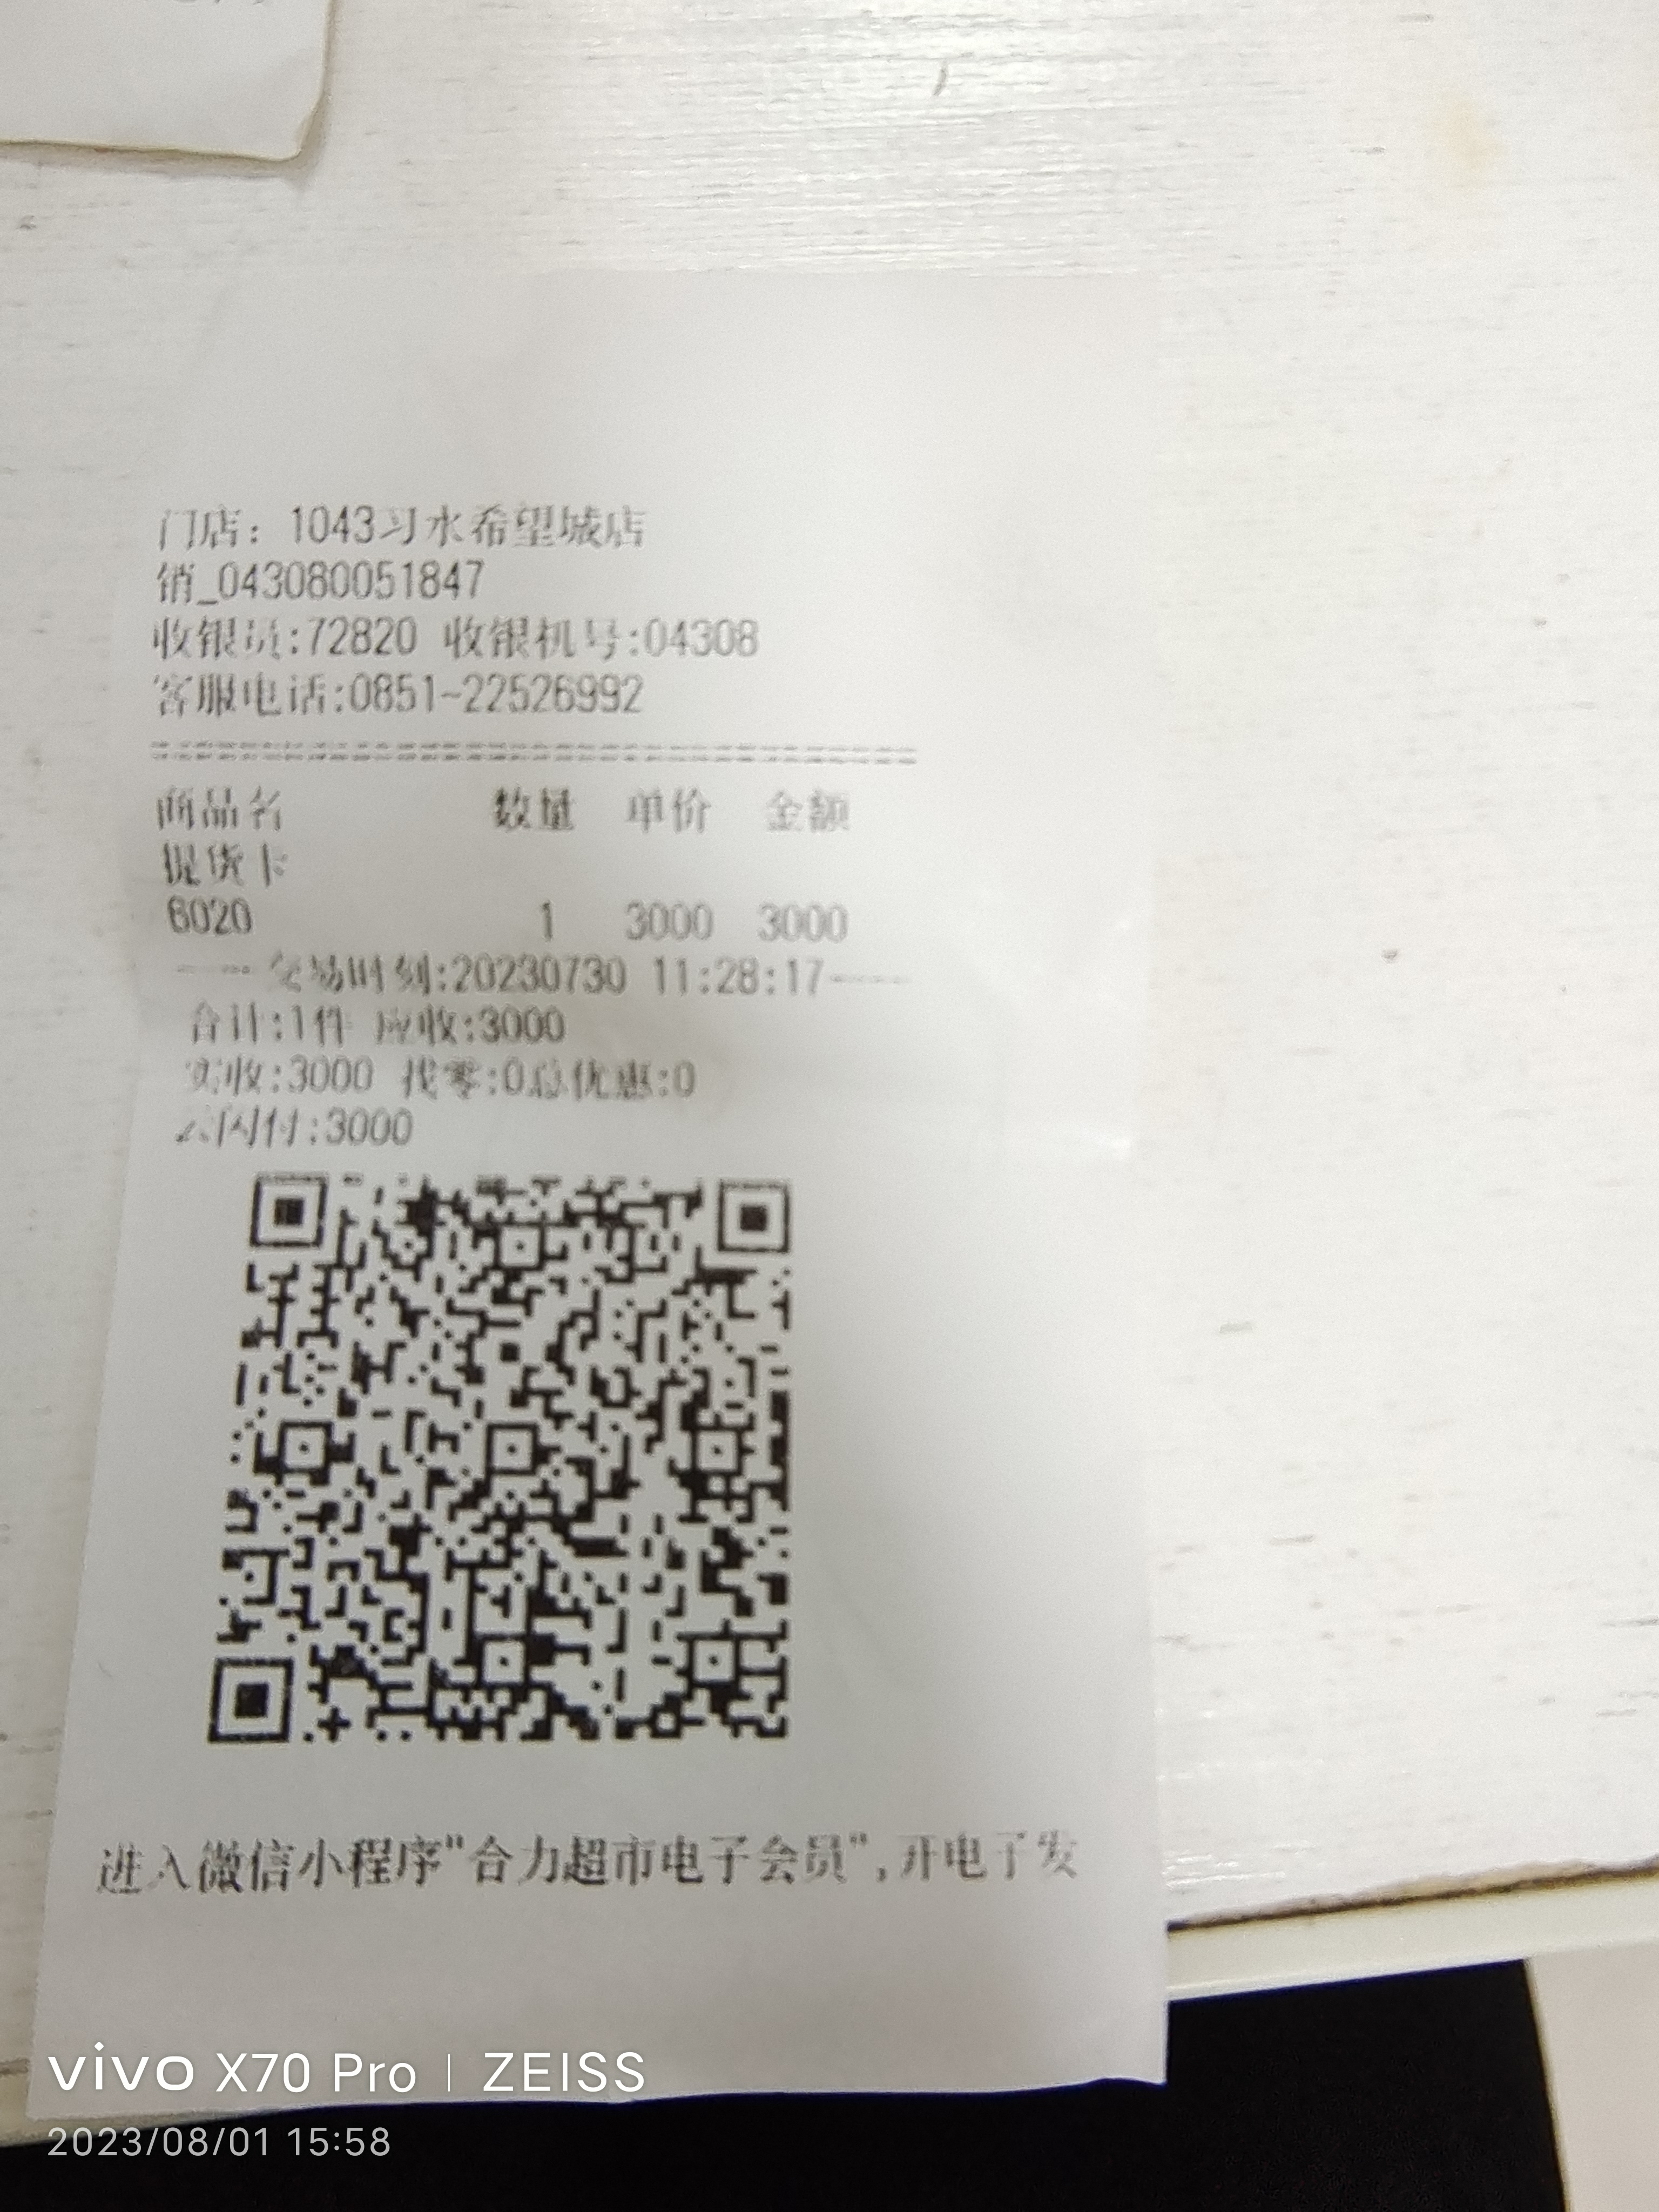 门店：1043习水希望城店
销_043080051847
收银员:72820 收银机号:04308
客服电话:0851-22526992
商品名 数量 单价 金额
提货卡
6020 1 3000 3000
----交易时刻:20230730 11:28:17----
合计:1件 应收:3000
实收:3000 找零:0总优惠:0
云闪付:3000
进入微信小程序"合力超市电子会员",开电子发
vivo X70 Pro | ZEISS
2023/08/01 15:58